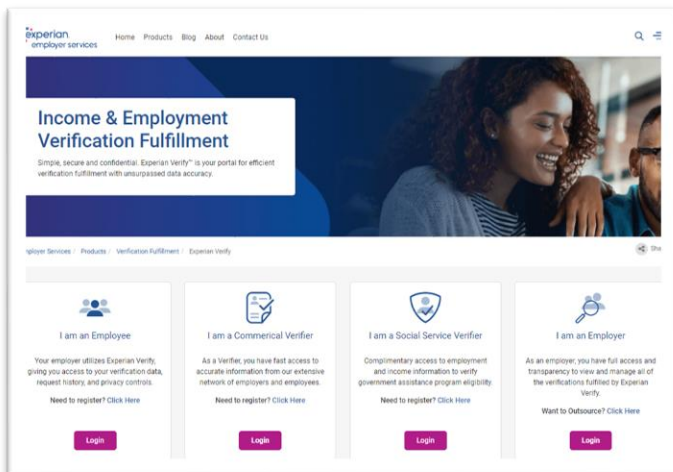 experian.
employer services
Home Products Blog About Contact Us
Income & Employment
Verification Fulfillment
Simple, secure and confidential. Experian Verify™ is your portal for efficient
verification fulfillment with unsurpassed data accuracy.
Services / Products / Verification Fulfillment / Experian Verify
I am an Employee
Your employer utilizes Experian Verify,
giving you access to your verification data,
request history, and privacy controls.
Need to register? Click Here
Login
I am a Commerical Verifier
As a Verifier, you have fast access to
accurate information from our extensive
network of employers and employees.
Need to register? Click Here
Login
I am a Social Service Verifier
Complimentary access to employment
and income information to verify
government assistance program eligibility.
Need to register? Click Here
Login
I am an Employer
As an employer, you have full access and
transparency to view and manage all of
the verifications fulfilled by Experian
Verify.
Want to Outsource? Click Here
Login